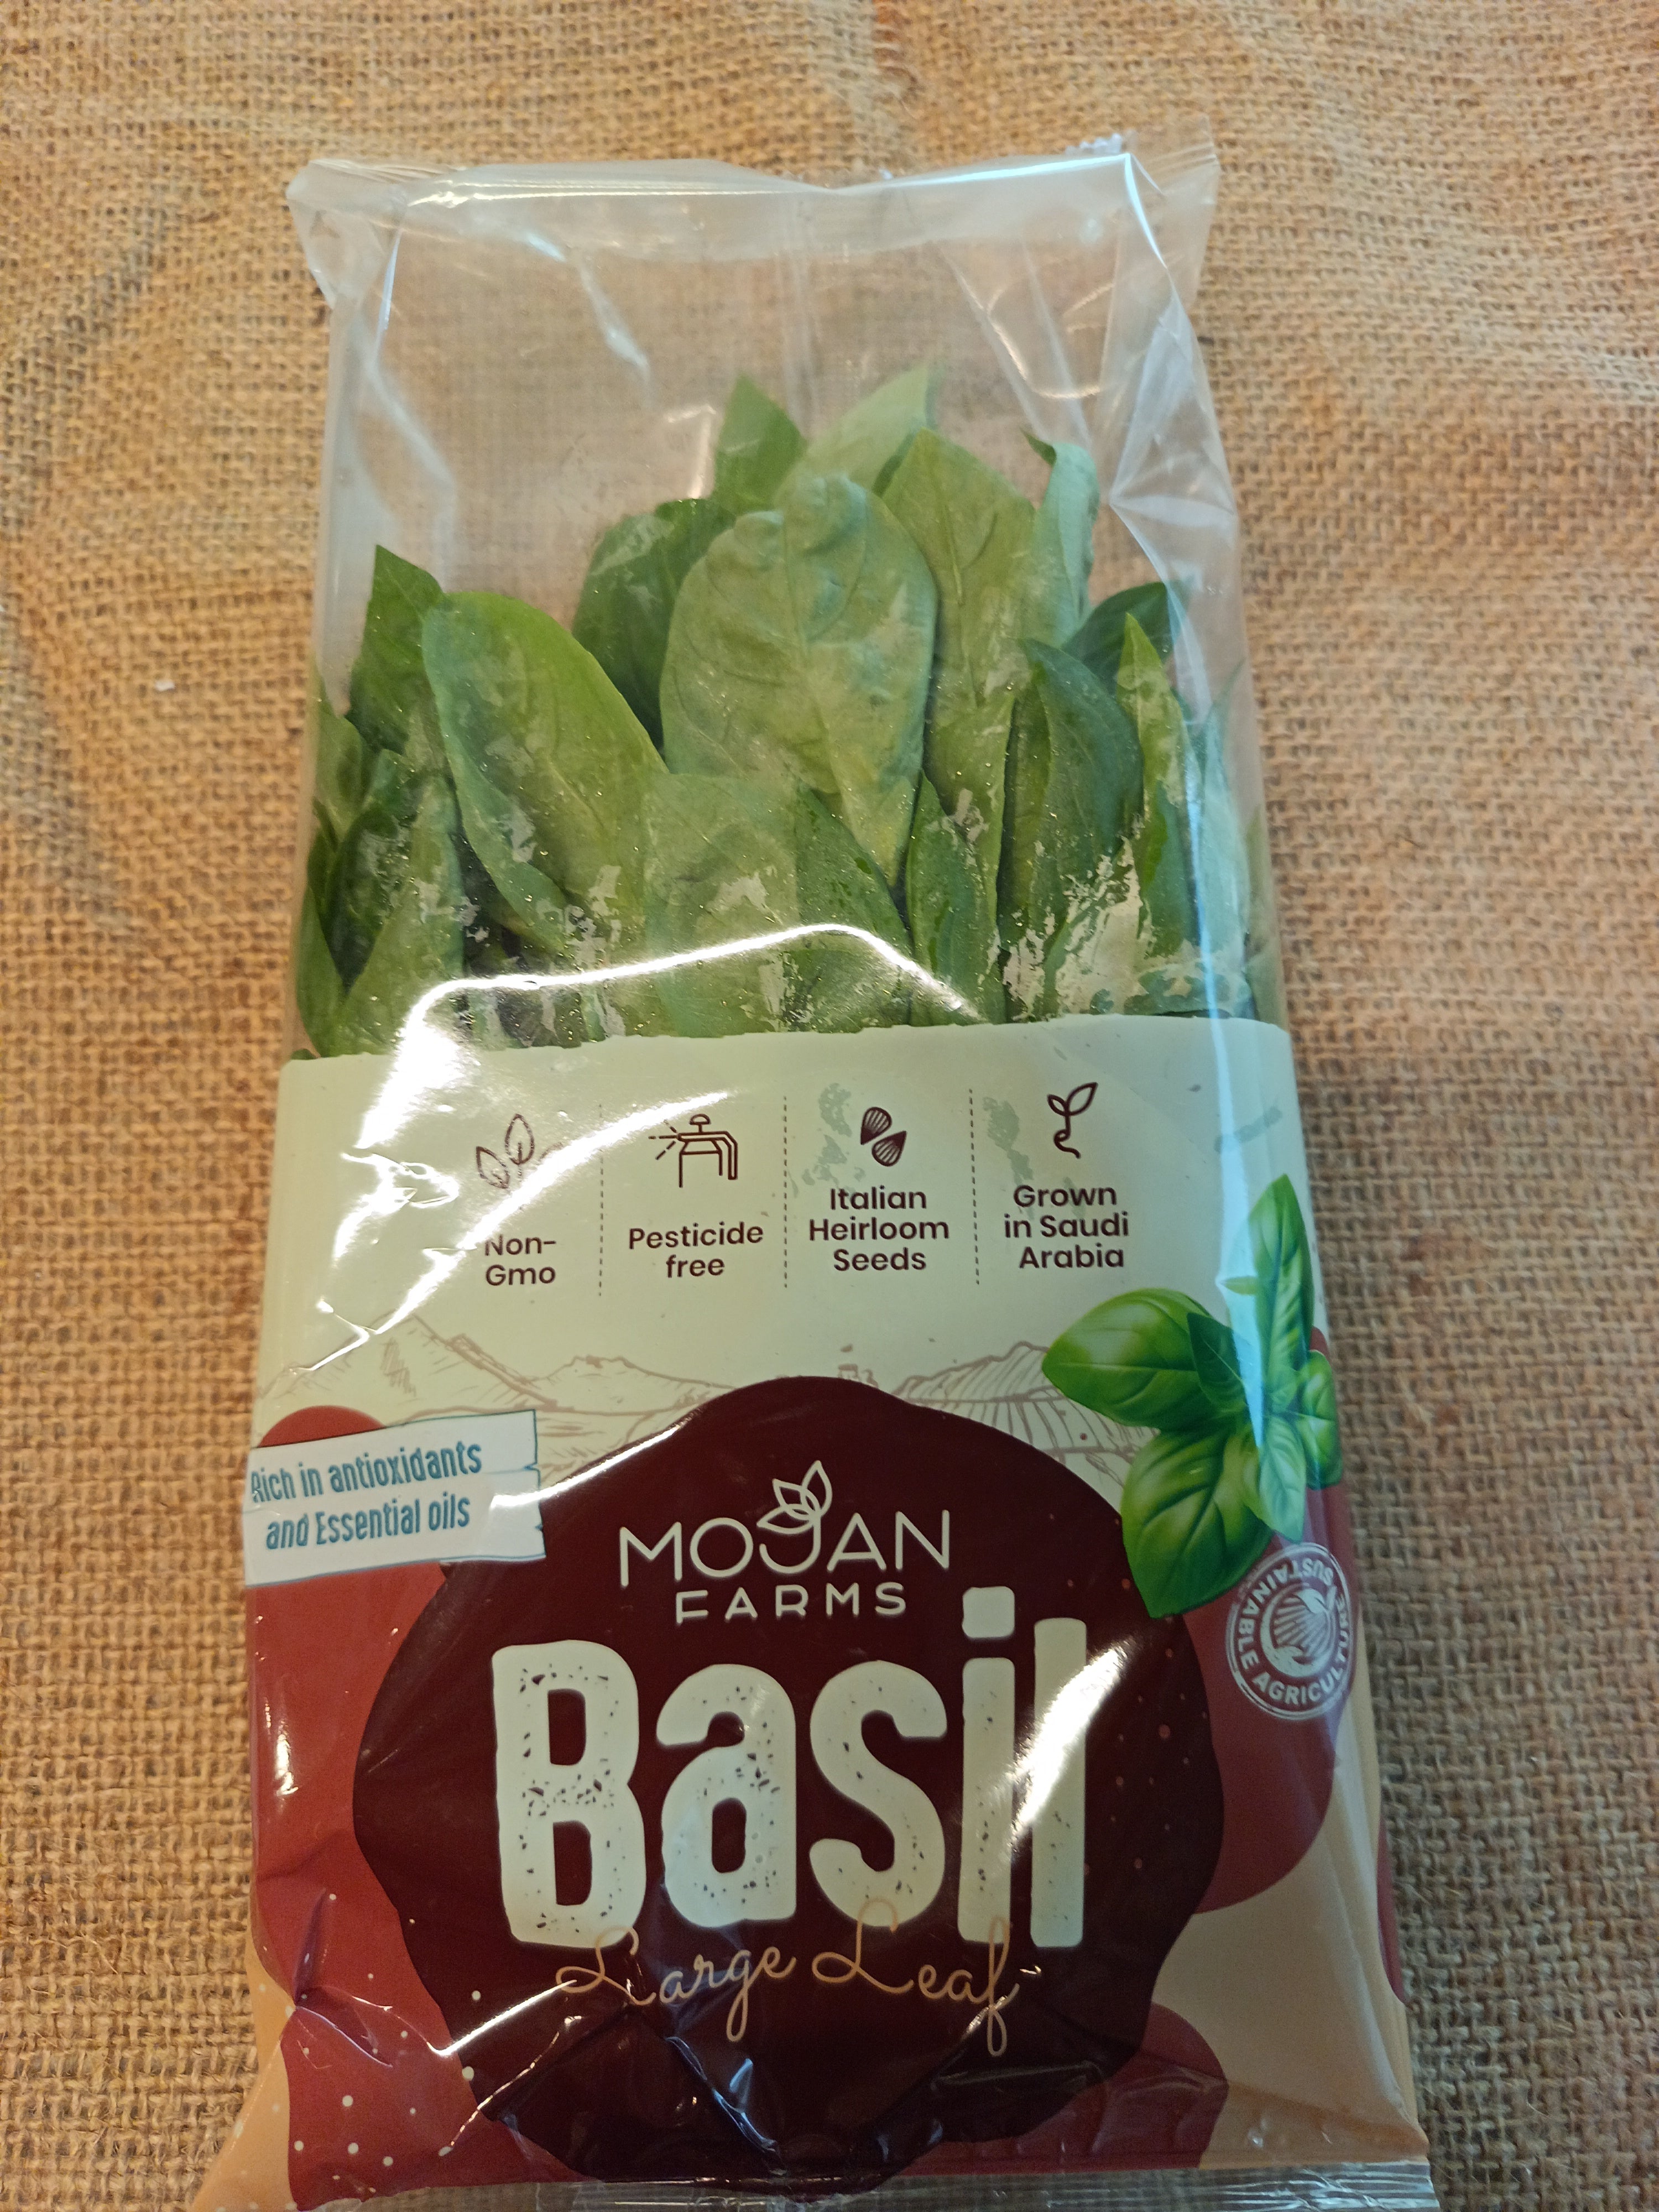 Non-
Gmo
Pesticide
free
Italian
Heirloom
Seeds
Grown
in Saudi
Arabia
Rich in antioxidants
and Essential oils
MOJAN
FARMS
Basil
Large Leaf
SUSTAINABLE AGRICULTURE